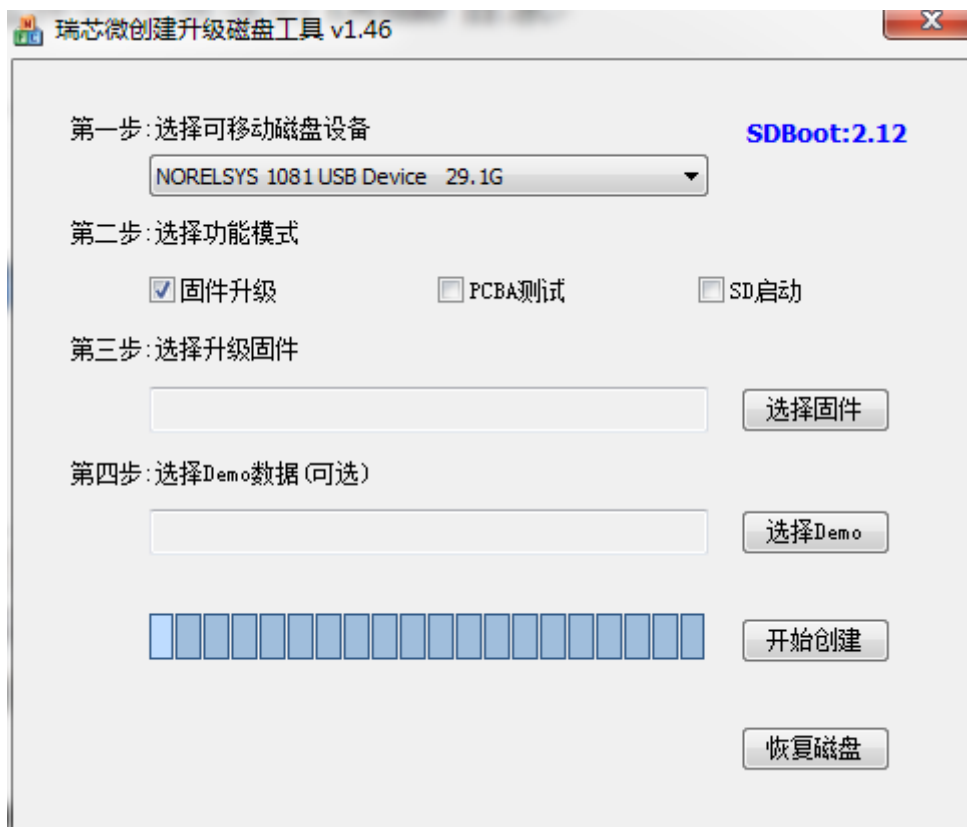 瑞芯微创建升级磁盘工具 v1.46
第一步:选择可移动磁盘设备
SDBoot:2.12
NORELSYS 1081 USB Device 29.1G
第二步:选择功能模式
固件升级 PCBA测试 SD启动
第三步:选择升级固件
选择固件
第四步:选择Demo数据(可选)
选择Demo
开始创建
恢复磁盘